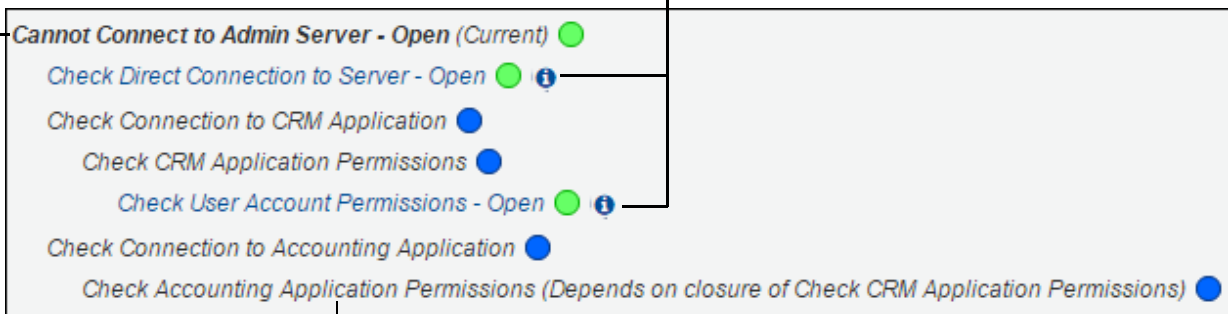 Cannot Connect to Admin Server - Open (Current)
Check Direct Connection to Server - Open
Check Connection to CRM Application
Check CRM Application Permissions
Check User Account Permissions - Open
Check Connection to Accounting Application
Check Accounting Application Permissions (Depends on closure of Check CRM Application Permissions)